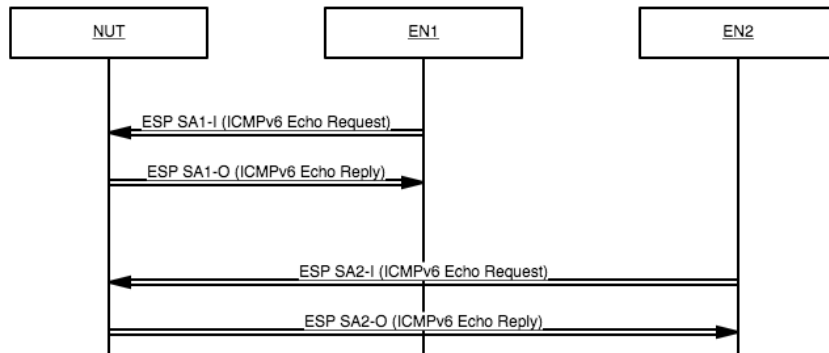 NUT
EN1
EN2
ESP SA1-I (ICMPv6 Echo Request)
ESP SA1-O (ICMPv6 Echo Reply)
ESP SA2-I (ICMPv6 Echo Request)
ESP SA2-O (ICMPv6 Echo Reply)